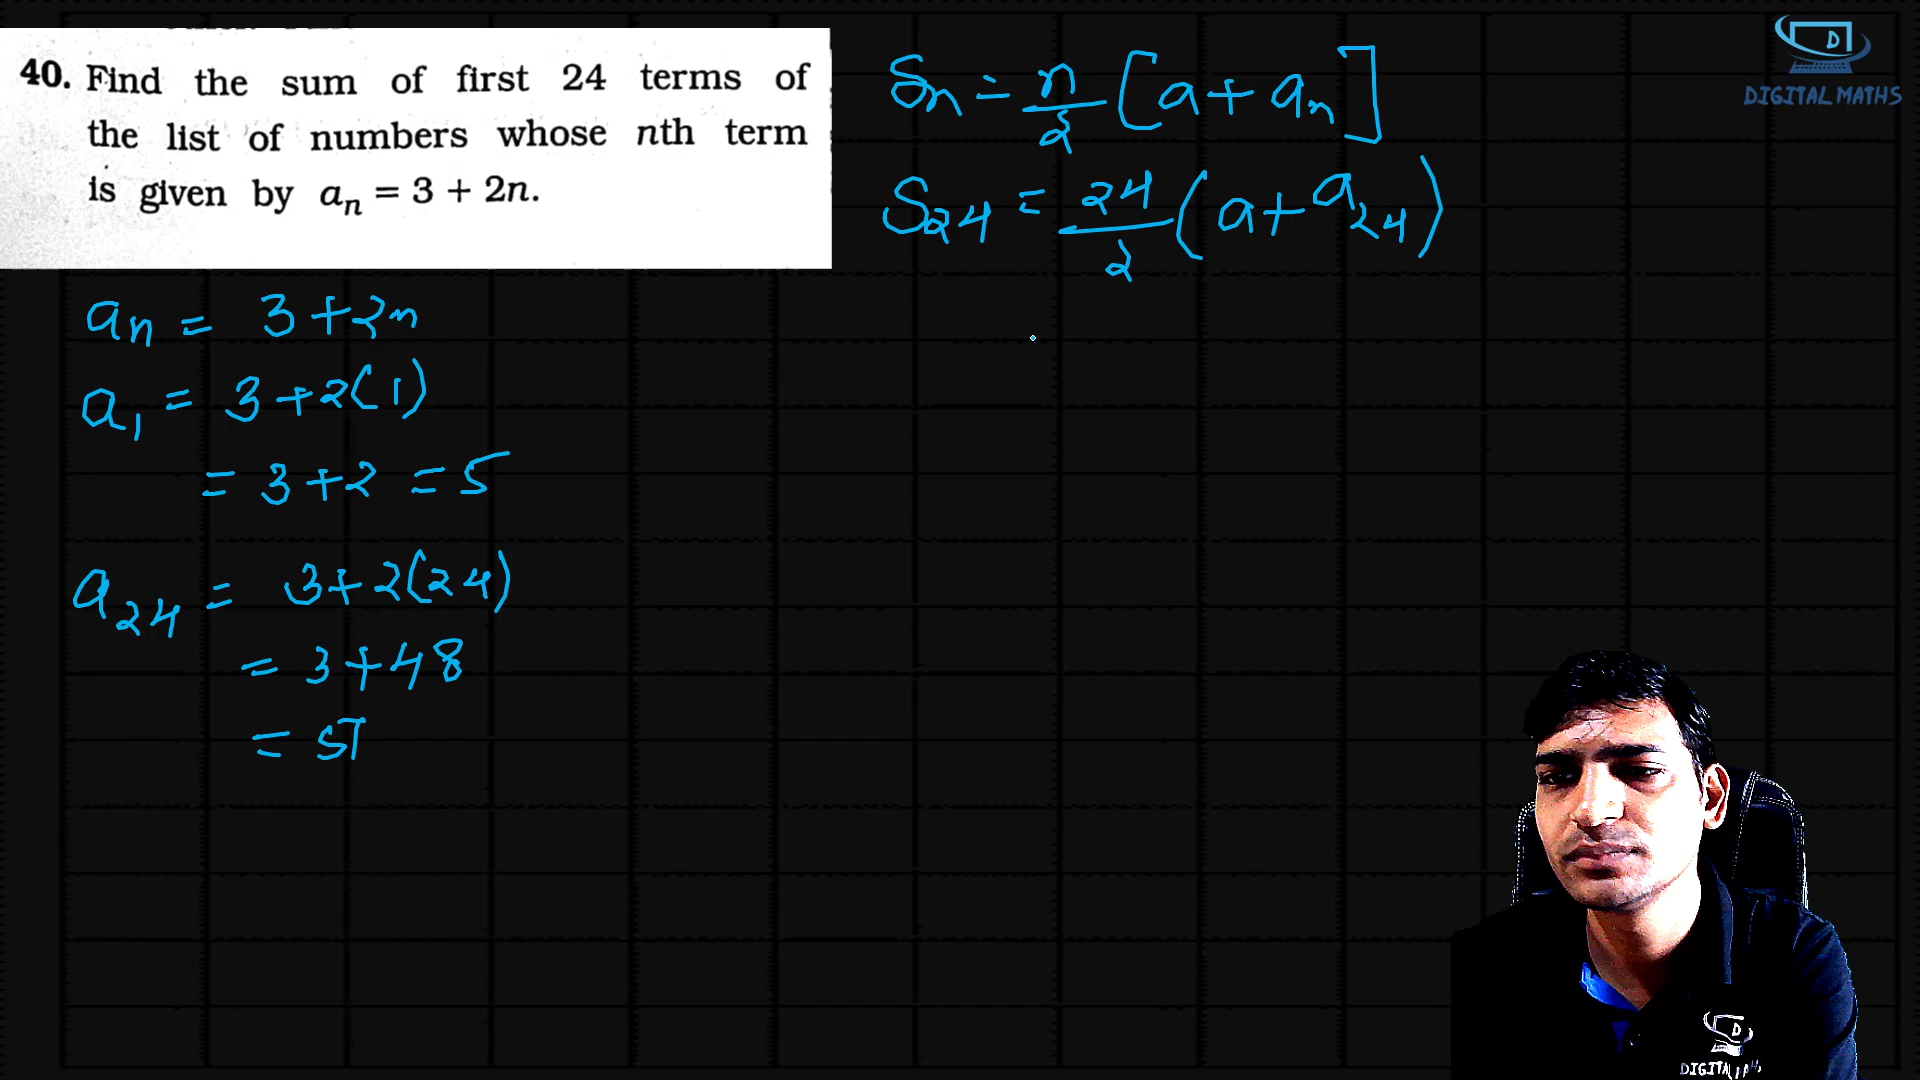 40. Find the sum of first 24 terms of
the list of numbers whose nth term
is given by aₙ = 3 + 2n.
aₙ = 3+2n
a₁ = 3+2(1)
= 3+2 = 5
a₂₄ = 3+2(24)
= 3+48
= 51
Sₙ = n/2 [a + aₙ]
S₂₄ = 24/2 (a + a₂₄)
D
DIGITAL MATHS
D